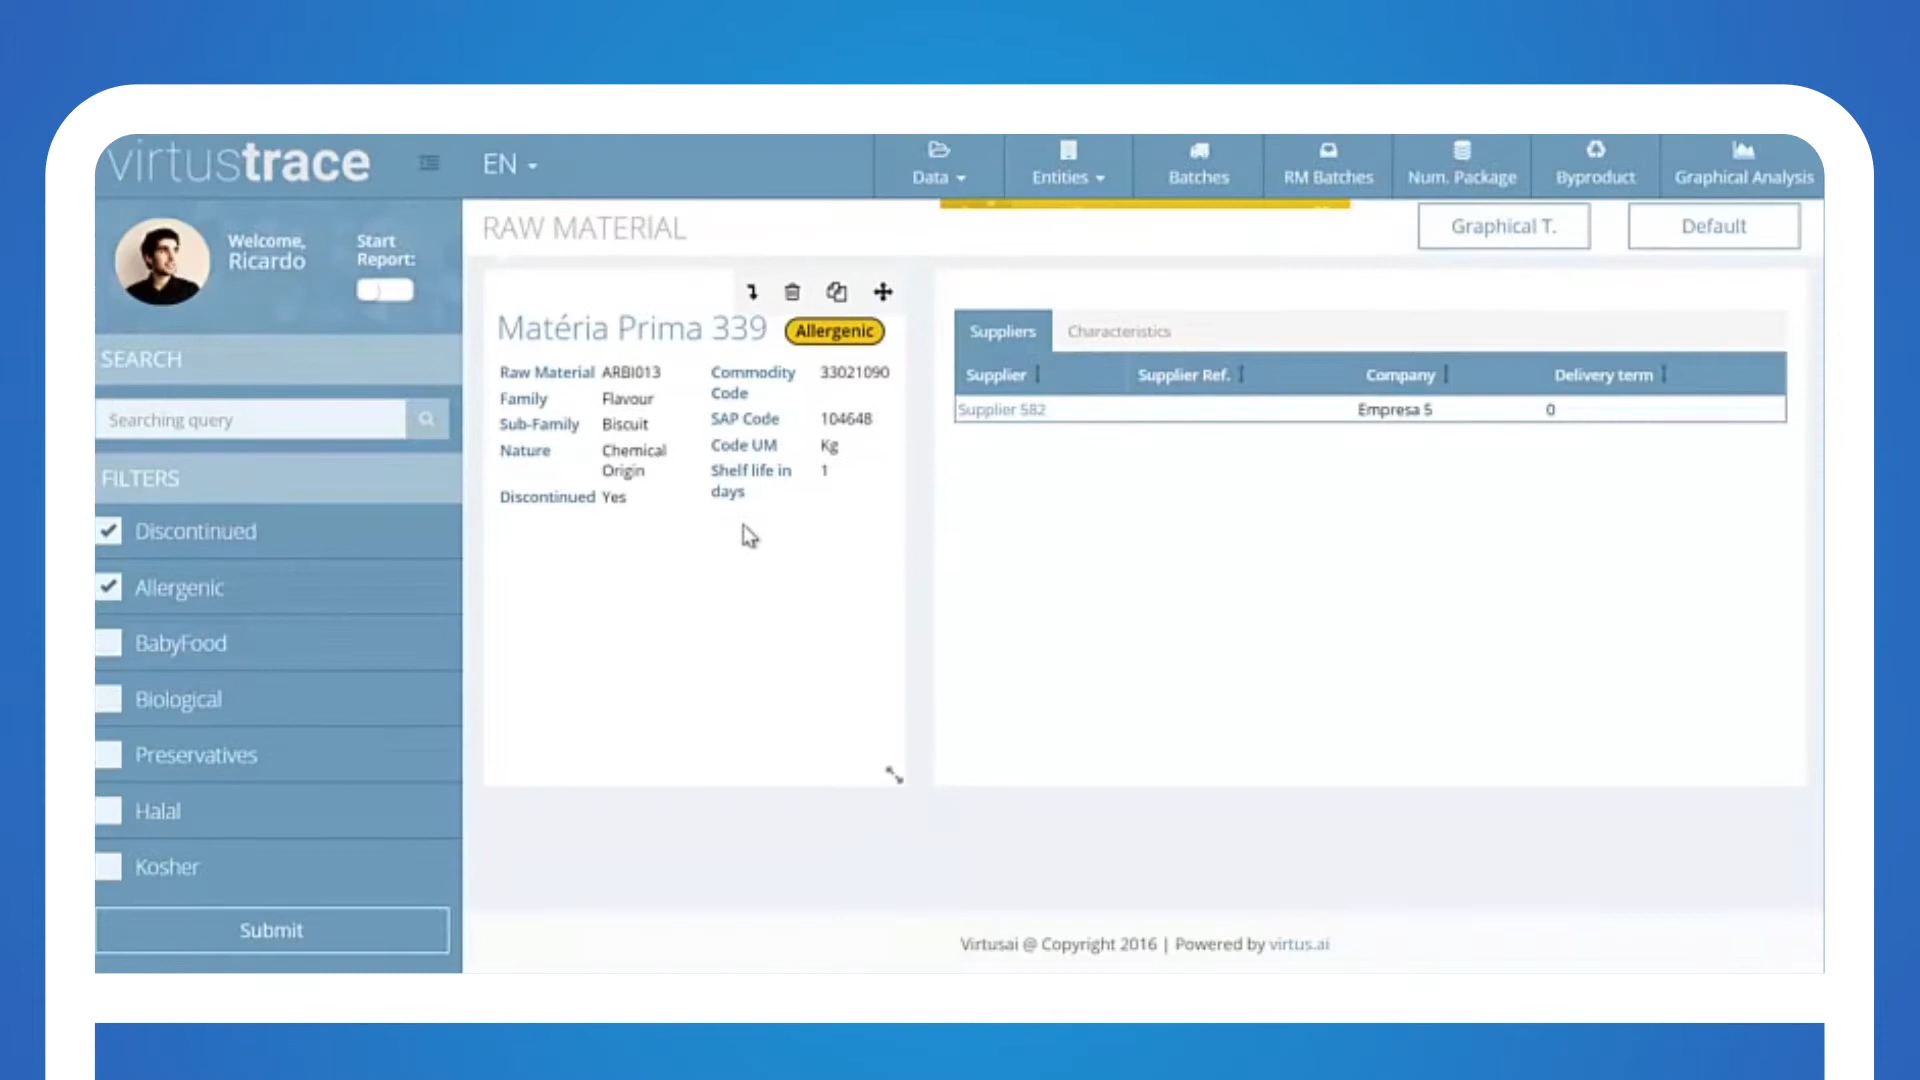 virtustrace
EN
Data
Entities
Batches
RM Batches
Num. Package
Byproduct
Graphical Analysis
Welcome,
Ricardo
Start
Report:
SEARCH
Searching query
FILTERS
Discontinued
Allergenic
BabyFood
Biological
Preservatives
Halal
Kosher
Submit
RAW MATERIAL
Graphical T.
Default
Matéria Prima 339
Allergenic
Raw Material ARBI013
Family Flavour
Sub-Family Biscuit
Nature Chemical
Origin
Discontinued Yes
Commodity 33021090
Code
SAP Code 104648
Code UM Kg
Shelf life in 1
days
Suppliers Characteristics
Supplier Supplier Ref. Company Delivery term
Supplier 582 Empresa 5 0
Virtusai @ Copyright 2016 | Powered by virtus.ai